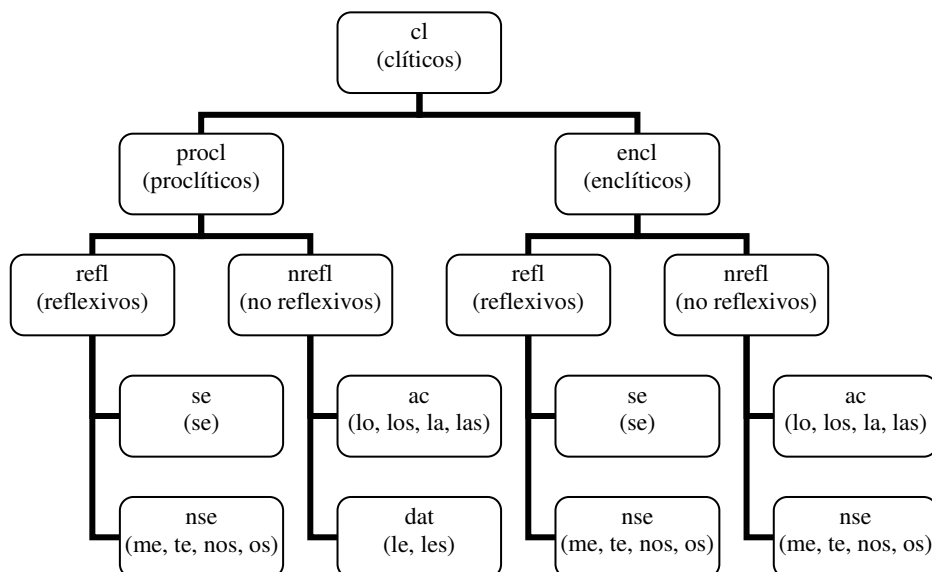 cl
(clíticos)
procl
(proclíticos)
encl
(enclíticos)
refl
(reflexivos)
nrefl
(no reflexivos)
refl
(reflexivos)
nrefl
(no reflexivos)
se
(se)
ac
(lo, los, la, las)
se
(se)
ac
(lo, los, la, las)
nse
(me, te, nos, os)
dat
(le, les)
nse
(me, te, nos, os)
nse
(me, te, nos, os)